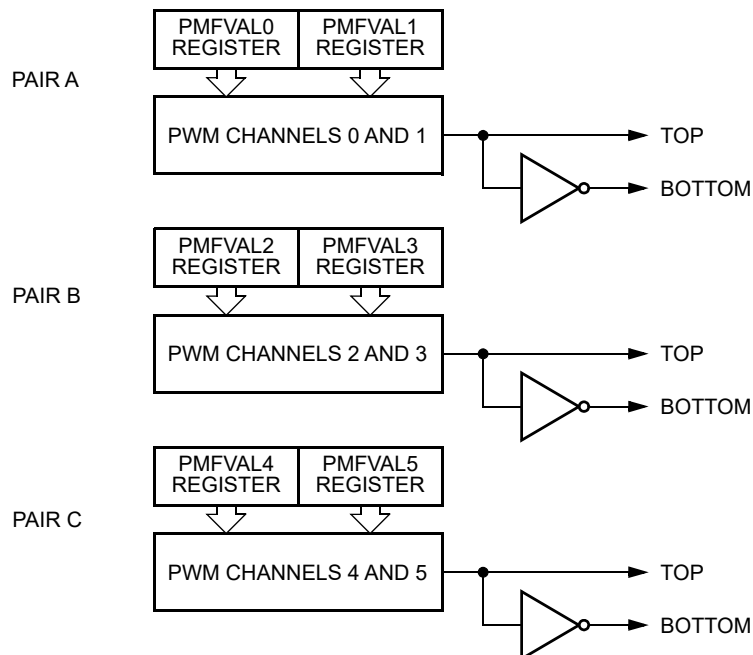 PMFVAL0 REGISTER
PMFVAL1 REGISTER
PAIR A
PWM CHANNELS 0 AND 1
TOP
BOTTOM
PMFVAL2 REGISTER
PMFVAL3 REGISTER
PAIR B
PWM CHANNELS 2 AND 3
TOP
BOTTOM
PMFVAL4 REGISTER
PMFVAL5 REGISTER
PAIR C
PWM CHANNELS 4 AND 5
TOP
BOTTOM